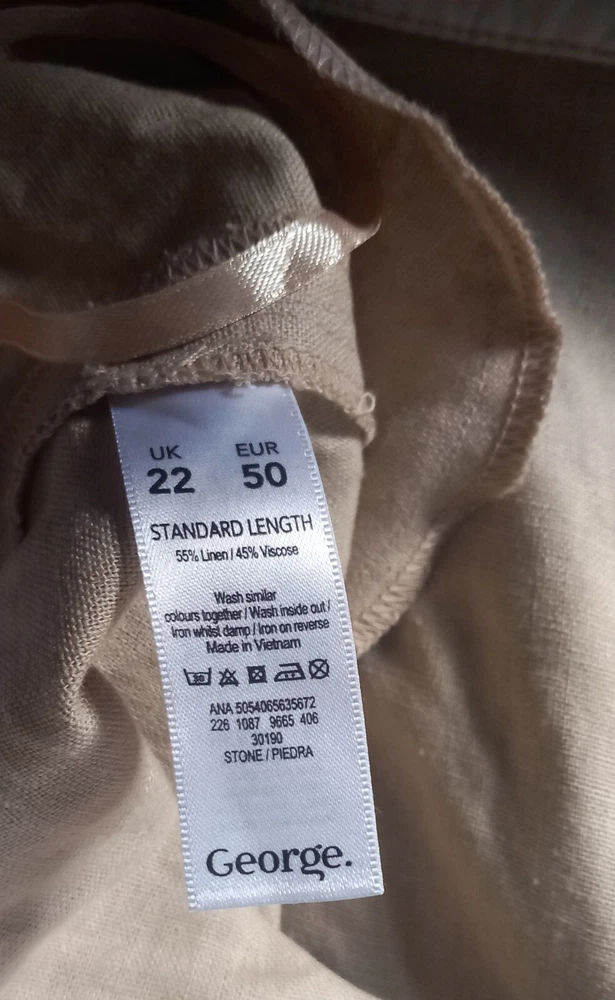 UK EUR
22 50
STANDARD LENGTH
55% Linen / 45% Viscose
Wash similar
colours together / Wash inside out /
Iron whilst damp / Iron on reverse
Made in Vietnam
30
ANA 5054065635672
226 1087 9665 406
30190
STONE / PIEDRA
George.